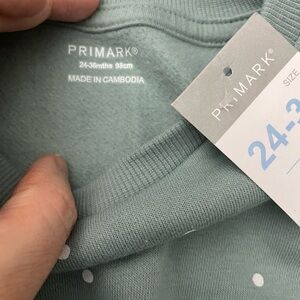 PRIMARK®
24-36mths 98cm
MADE IN CAMBODIA
PRIMARK®
SIZE
24-3